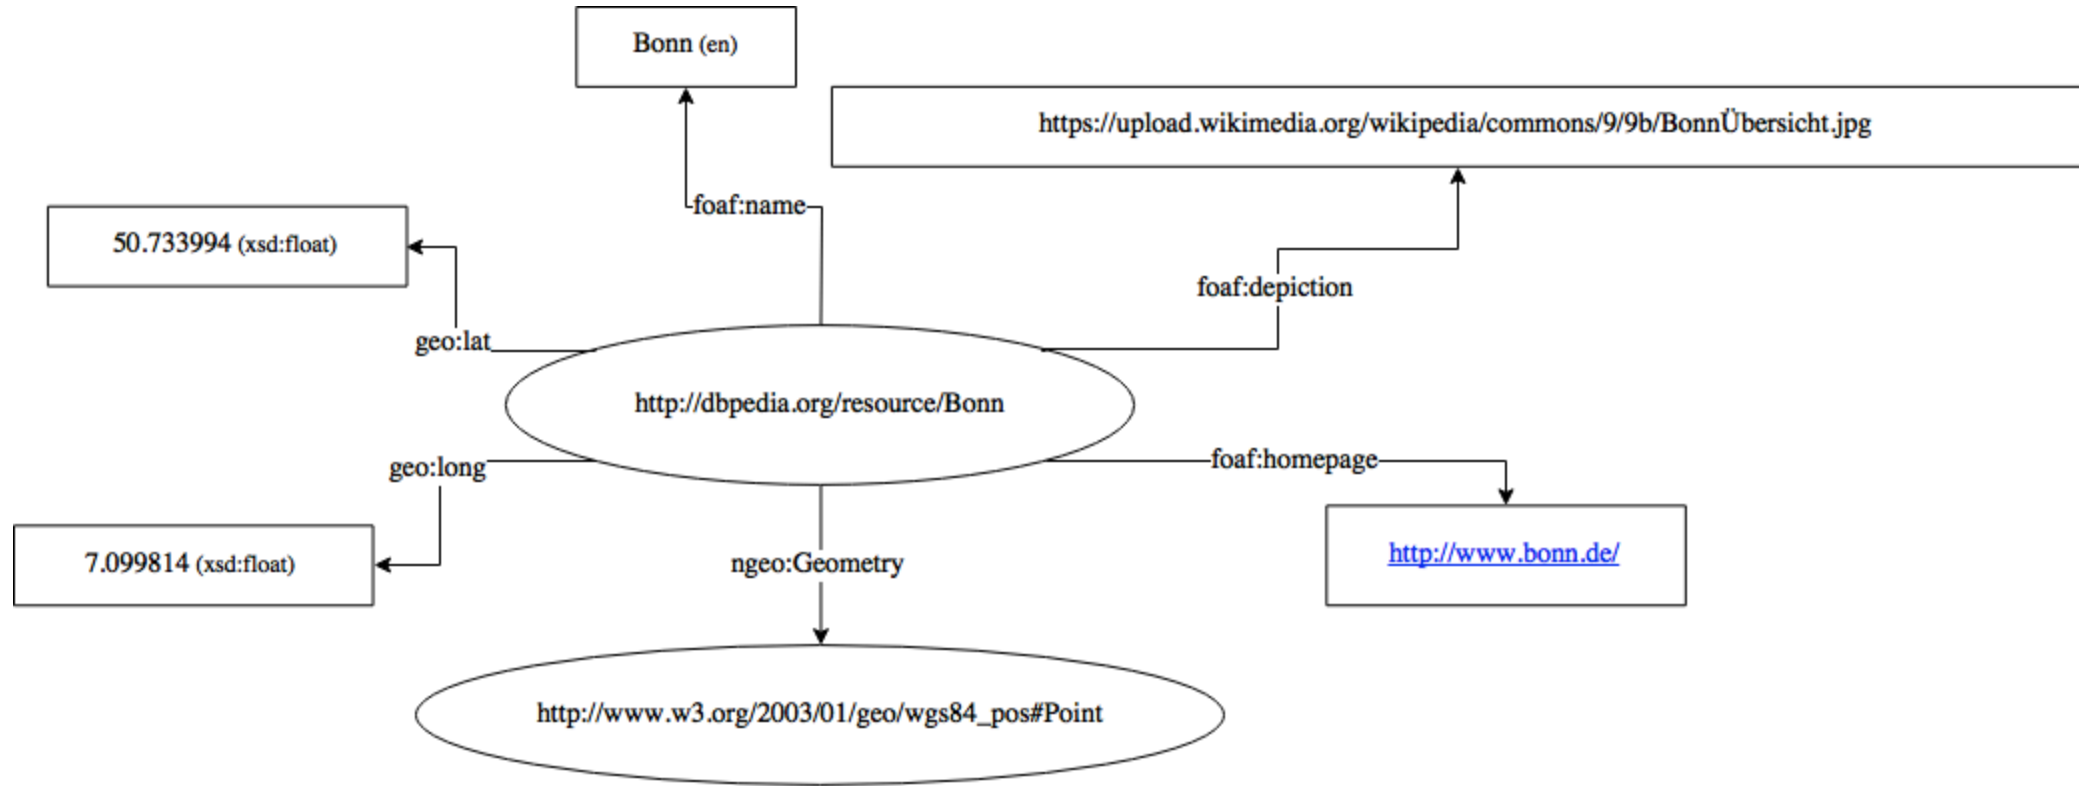 Bonn (en)
https://upload.wikimedia.org/wikipedia/commons/9/9b/BonnÜbersicht.jpg
foaf:name
50.733994 (xsd:float)
foaf:depiction
geo:lat
http://dbpedia.org/resource/Bonn
geo:long
foaf:homepage
7.099814 (xsd:float)
ngeo:Geometry
http://www.bonn.de/
http://www.w3.org/2003/01/geo/wgs84_pos#Point